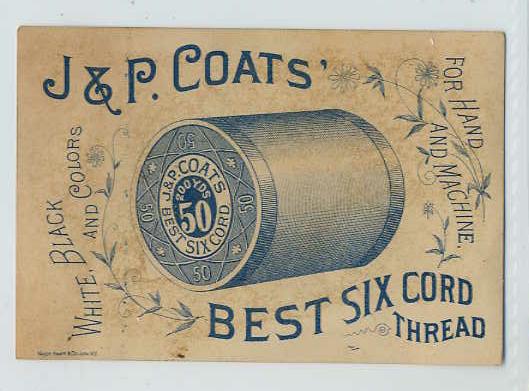 J & P. COATS'
FOR HAND
AND MACHINE.
WHITE, BLACK
AND COLORS
J. & P. COATS
200 YDS
50
BEST SIX CORD
50
50
50
50
BEST SIX CORD
THREAD